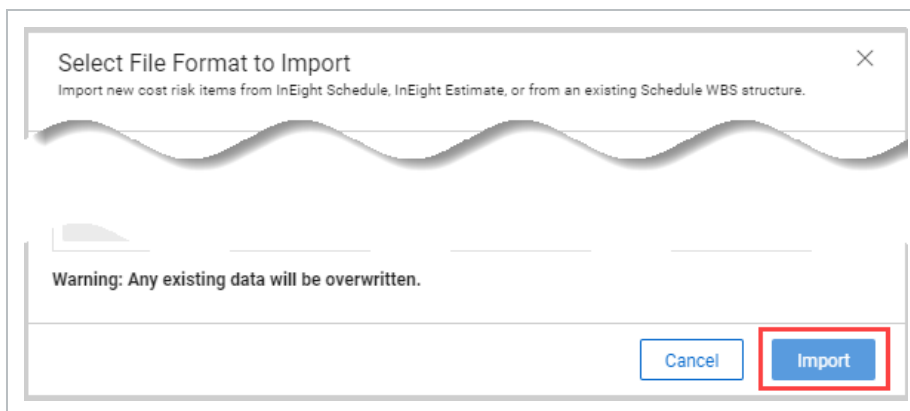 Select File Format to Import
Import new cost risk items from InEight Schedule, InEight Estimate, or from an existing Schedule WBS structure.
Warning: Any existing data will be overwritten.
Cancel
Import